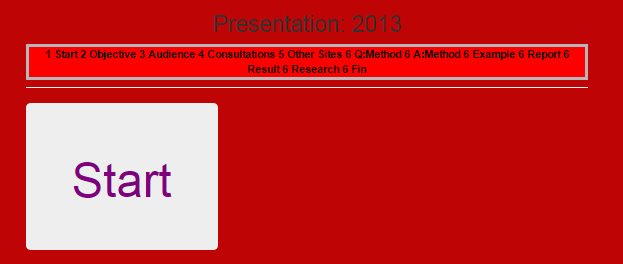 Presentation: 2013
1 Start 2 Objective 3 Audience 4 Consultations 5 Other Sites 6 Q:Method 6 A:Method 6 Example 6 Report 6
Result 6 Research 6 Fin
Start